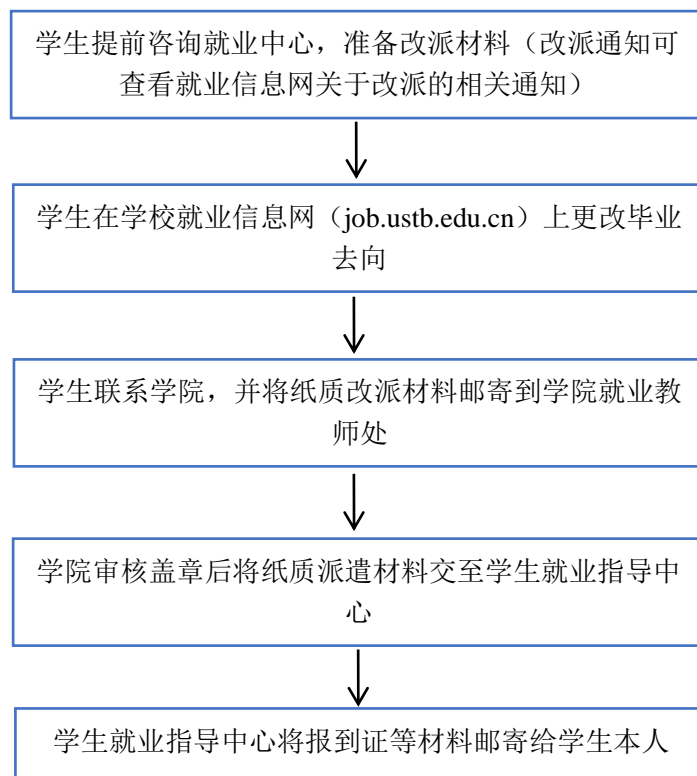 学生提前咨询就业中心，准备改派材料（改派通知可
查看就业信息网关于改派的相关通知）
学生在学校就业信息网（job.ustb.edu.cn）上更改毕业
去向
学生联系学院，并将纸质改派材料邮寄到学院就业教
师处
学院审核盖章后将纸质派遣材料交至学生就业指导中
心
学生就业指导中心将报到证等材料邮寄给学生本人